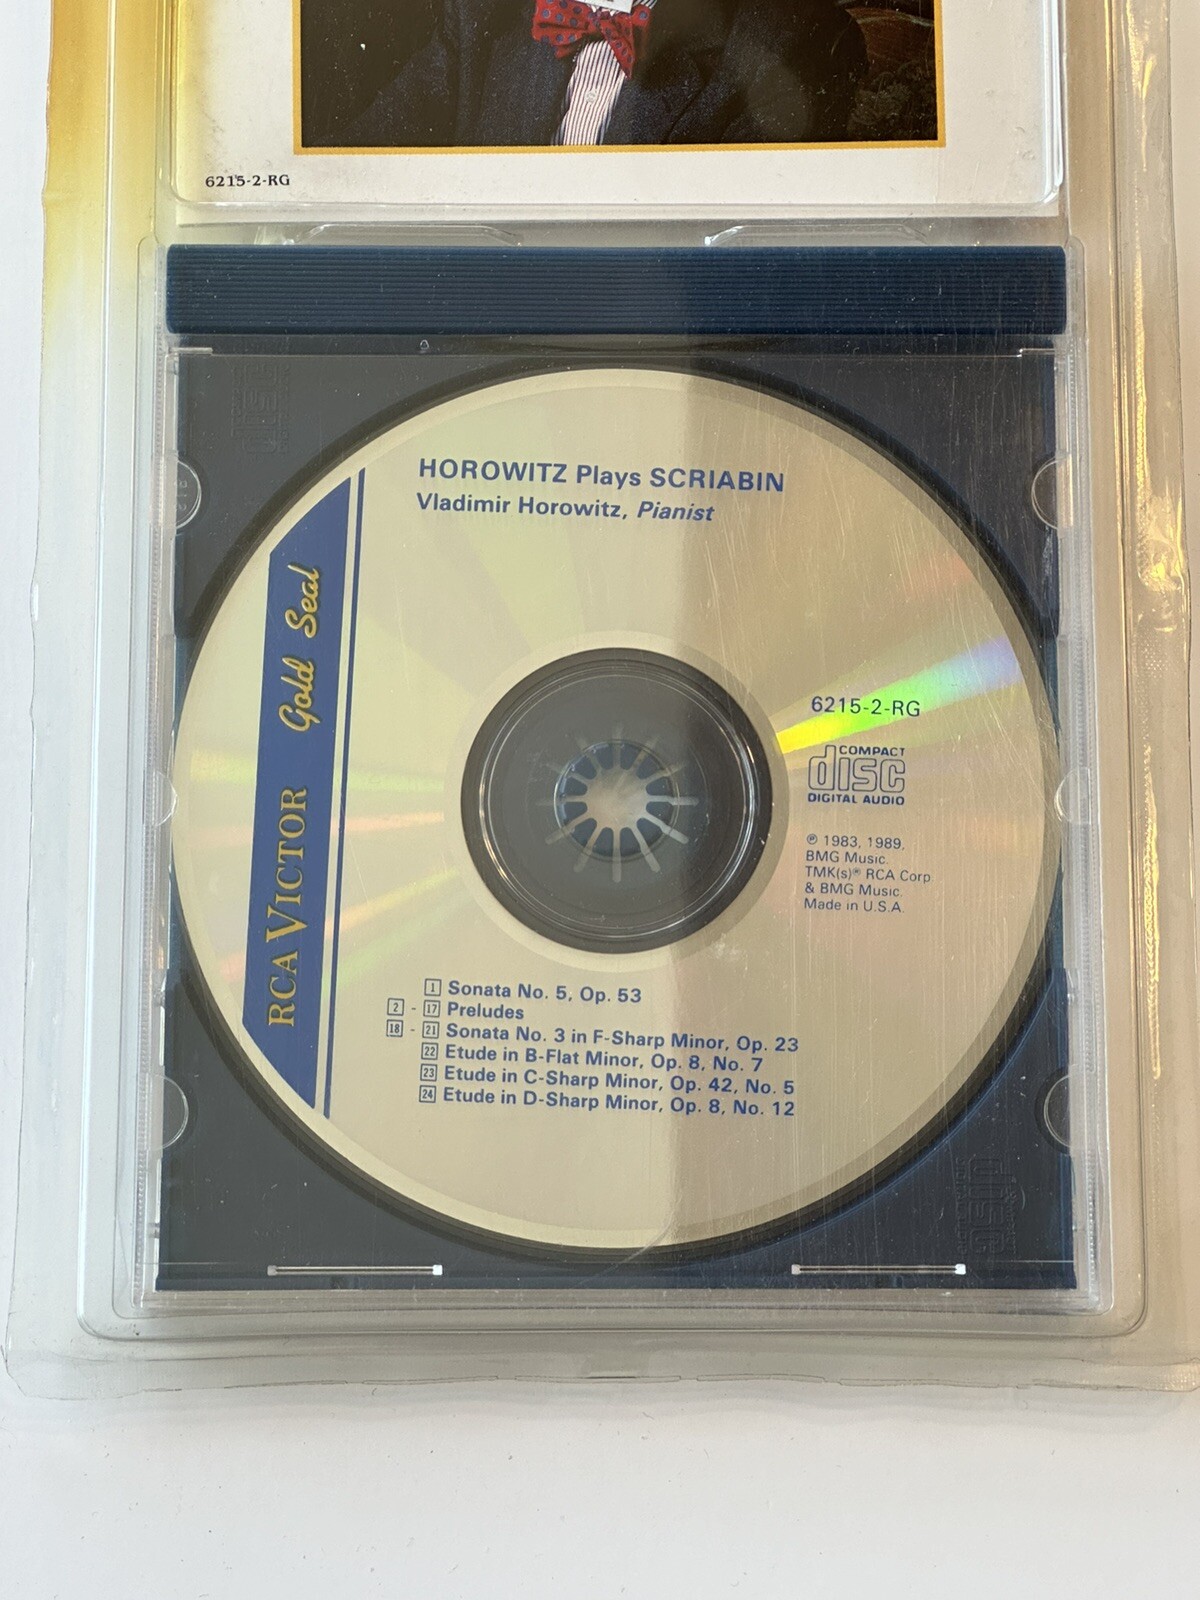 6215-2-RG
HOROWITZ Plays SCRIABIN
Vladimir Horowitz, Pianist
RCA VICTOR Gold Seal
6215-2-RG
COMPACT
disc
DIGITAL AUDIO
℗ 1983, 1989,
BMG Music.
TMK(s)® RCA Corp.
& BMG Music.
Made in U.S.A.
1 Sonata No. 5, Op. 53
2 - 17 Preludes
18 - 21 Sonata No. 3 in F-Sharp Minor, Op. 23
22 Etude in B-Flat Minor, Op. 8, No. 7
23 Etude in C-Sharp Minor, Op. 42, No. 5
24 Etude in D-Sharp Minor, Op. 8, No. 12
disc